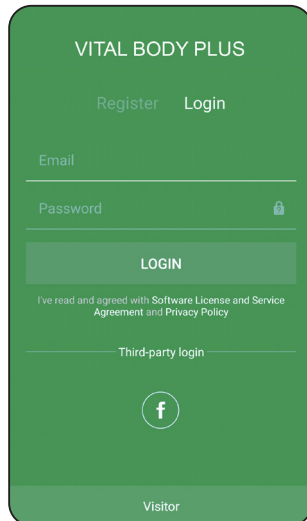 VITAL BODY PLUS
Register Login
Email
Password
LOGIN
I've read and agreed with Software License and Service
Agreement and Privacy Policy
Third-party login
f
Visitor